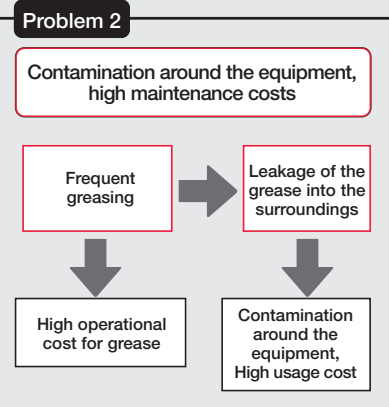 Problem 2
Contamination around the equipment,
high maintenance costs
Frequent
greasing
Leakage of the
grease into the
surroundings
High operational
cost for grease
Contamination
around the
equipment,
High usage cost